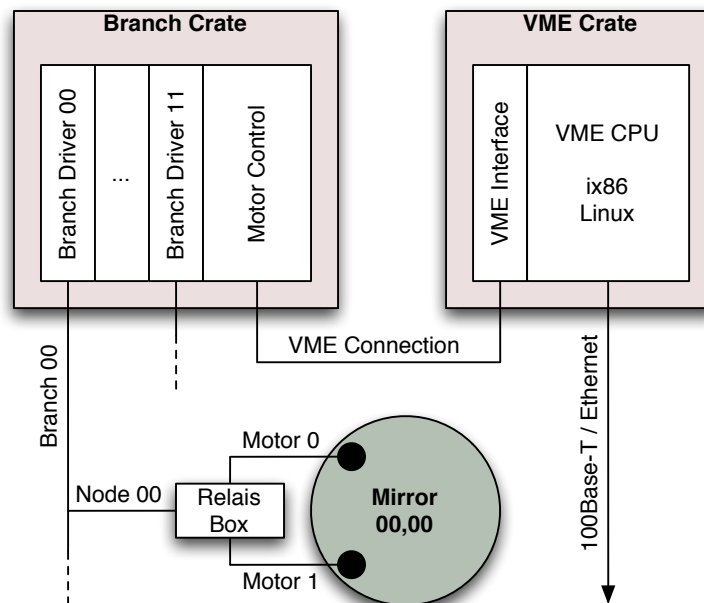 Branch Crate
VME Crate
Branch Driver 00
...
Branch Driver 11
Motor Control
VME Interface
VME CPU
ix86
Linux
VME Connection
Branch 00
100Base-T / Ethernet
Motor 0
Node 00
Relais
Box
Mirror
00,00
Motor 1